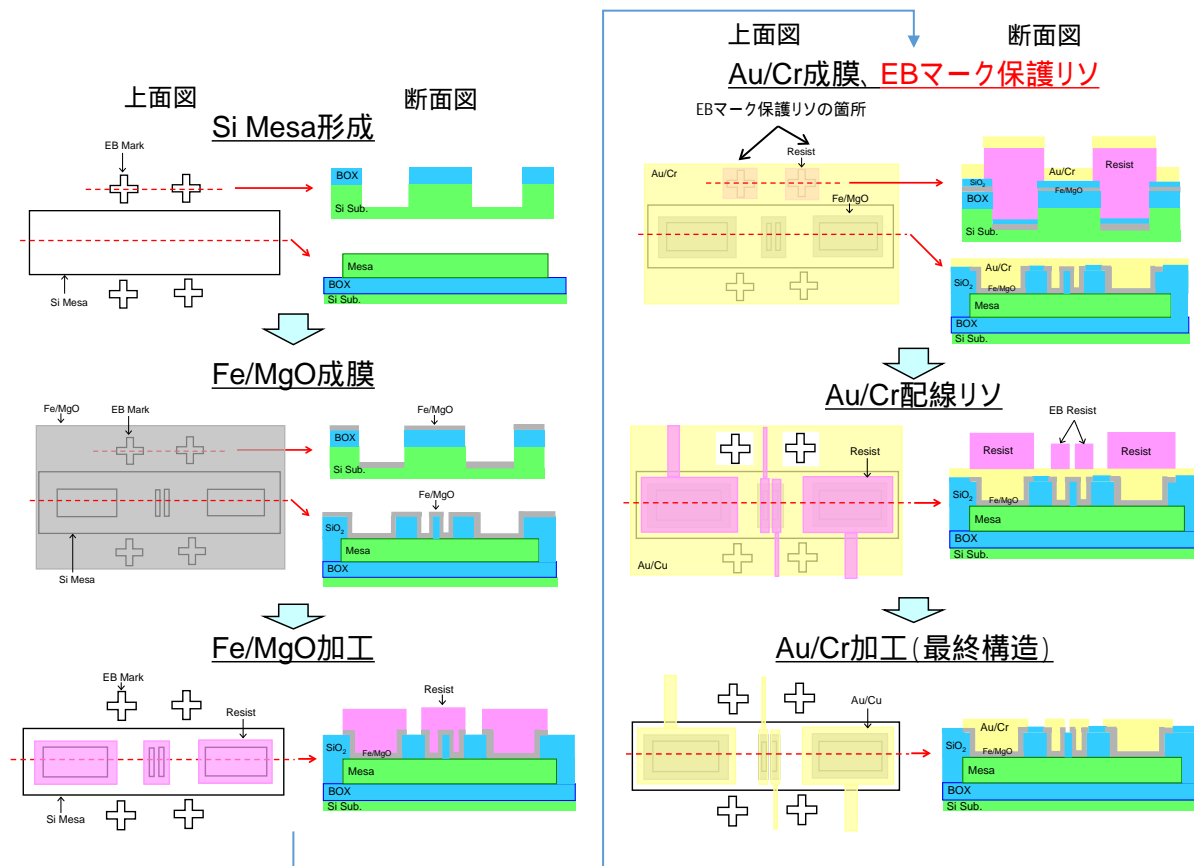 上面図
断面図
Si Mesa形成
EB Mark
BOX
Si Sub.
Mesa
BOX
Si Sub.
Si Mesa
Fe/MgO成膜
Fe/MgO
EB Mark
Fe/MgO
BOX
Si Sub.
Fe/MgO
SiO2
Mesa
BOX
Si Sub.
Si Mesa
Fe/MgO加工
EB Mark
Resist
Resist
SiO2
Fe/MgO
Mesa
BOX
Si Sub.
Si Mesa
上面図
断面図
Au/Cr成膜、EBマーク保護リソ
EBマーク保護リソの箇所
Resist
Au/Cr
Fe/MgO
Au/Cr
Resist
SiO2
Fe/MgO
BOX
Si Sub.
Au/Cr
SiO2
Fe/MgO
Mesa
BOX
Si Sub.
Au/Cr配線リソ
Resist
Au/Cu
EB Resist
Resist
Resist
SiO2
Fe/MgO
Mesa
BOX
Si Sub.
Au/Cr加工(最終構造)
Au/Cu
Au/Cr
SiO2
Fe/MgO
Mesa
BOX
Si Sub.